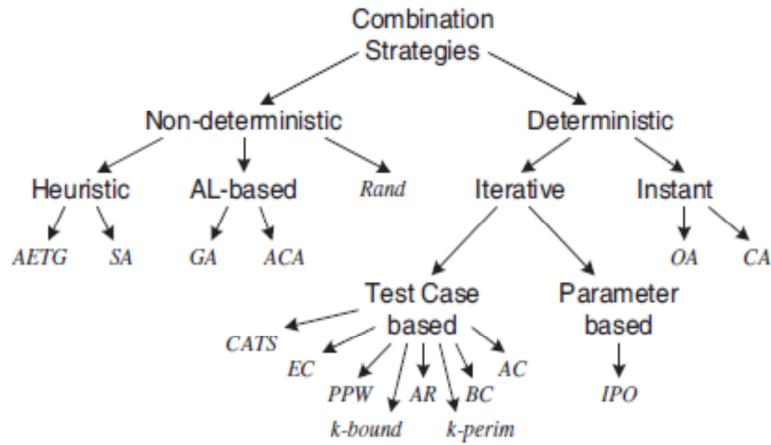 Combination
Strategies
Non-deterministic
Deterministic
Heuristic
AL-based
Rand
Iterative
Instant
AETG
SA
GA
ACA
OA
CA
Test Case
based
Parameter
based
CATS
EC
PPW
AR
BC
AC
IPO
k-bound
k-perim